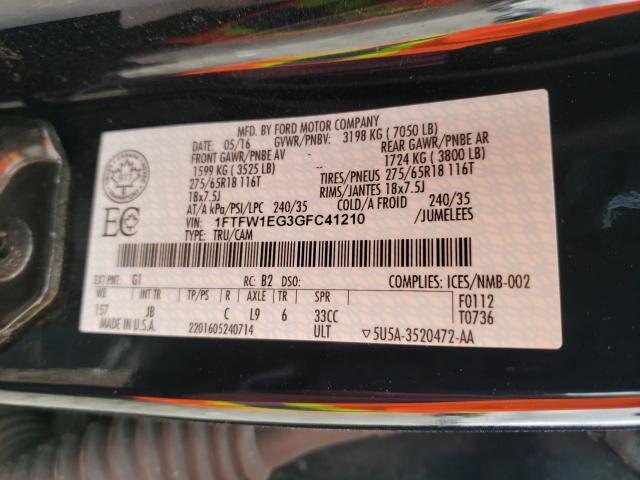 MFD. BY FORD MOTOR COMPANY
DATE: 05/16 GVWR/PNBV: 3198 KG ( 7050 LB)
FRONT GAWR/PNBE AV REAR GAWR/PNBE AR
1599 KG ( 3525 LB) 1724 KG ( 3800 LB)
275/65R18 116T TIRES/PNEUS 275/65R18 116T
18x7.5J RIMS/JANTES 18x7.5J
AT/A kPa/PSI/LPC 240/35 COLD/A FROID 240/35
VIN: 1FTFW1EG3GFC41210 /JUMELEES
TYPE: TRU/CAM
EC
EXT PNT: G1 RC: B2 DSO: COMPLIES: ICES/NMB-002
WB INT TR TP/PS R AXLE TR SPR F0112
157 JB C L9 6 33CC T0736
MADE IN U.S.A. 2201605240714 ULT ▽5U5A-3520472-AA